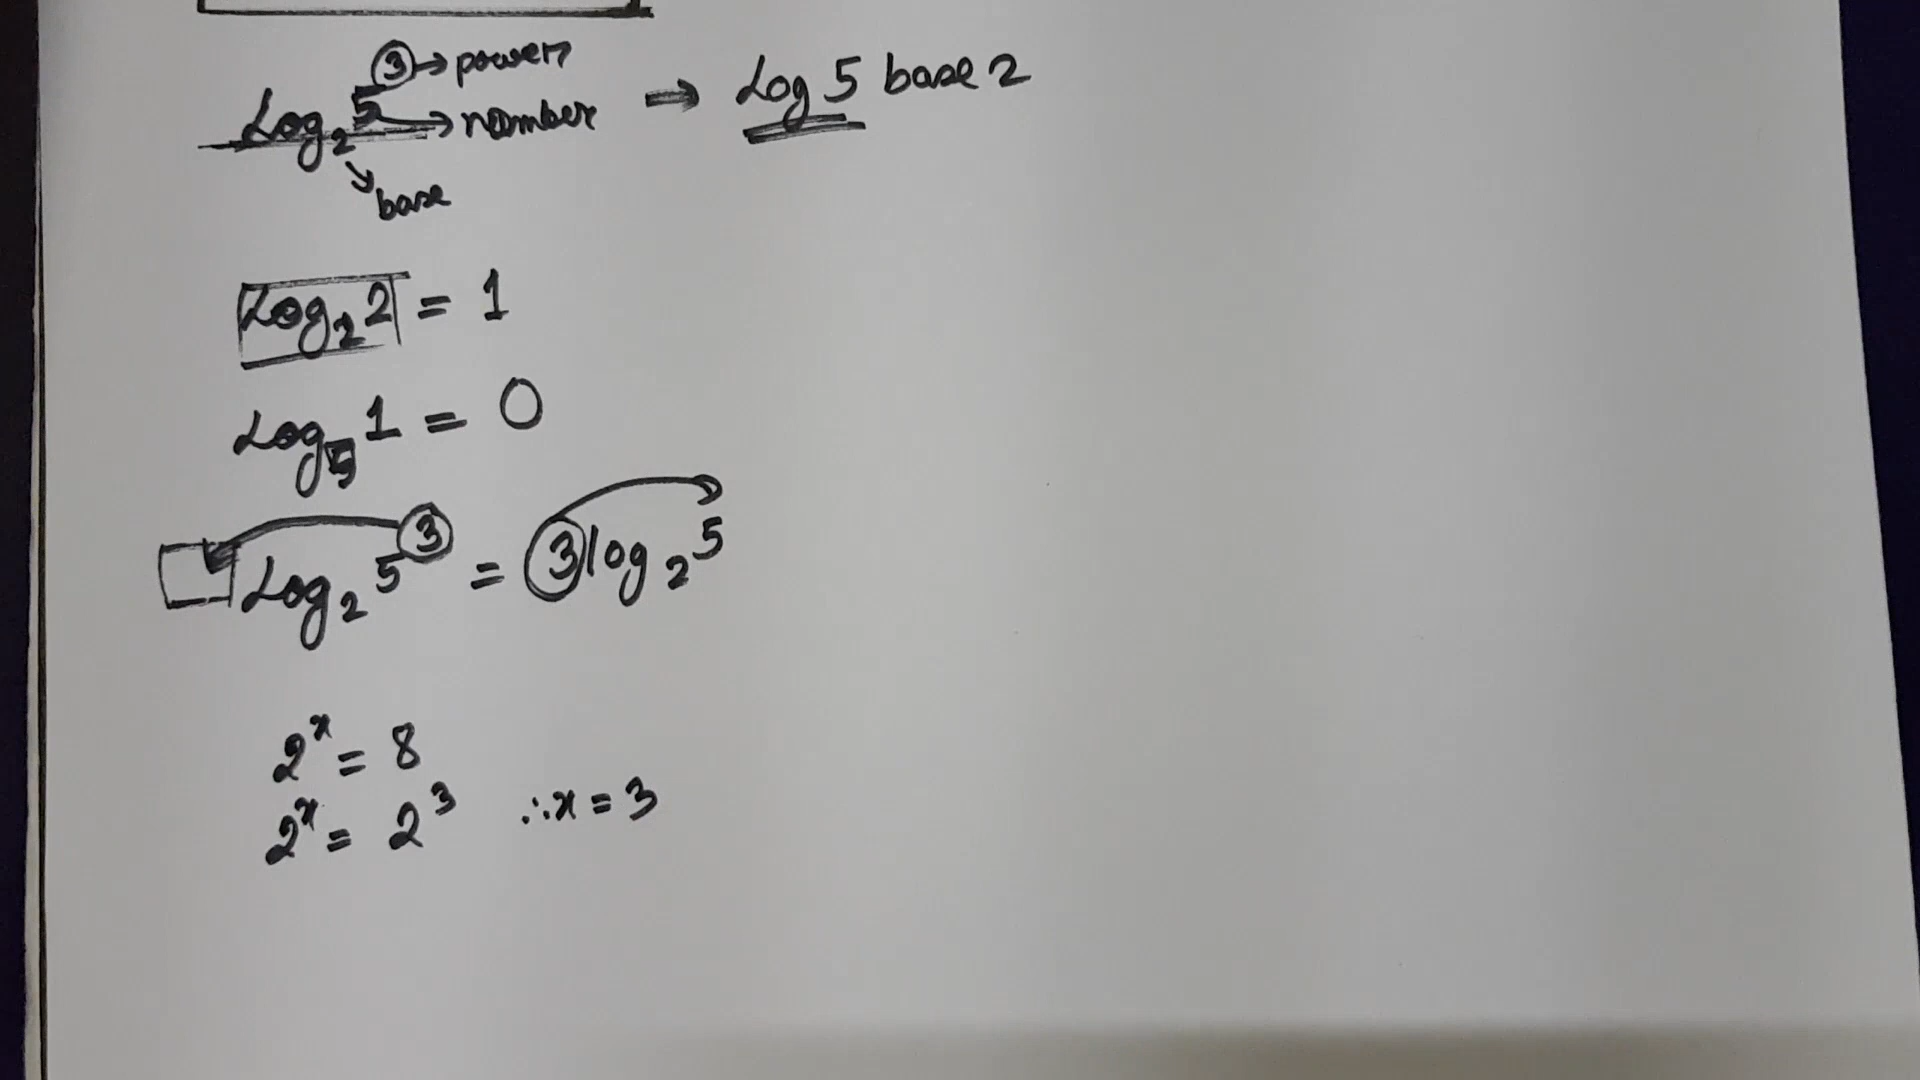 Log₂5³ → power ⇒ Log 5 base 2
→ number
↘ base
Log₂2 = 1
Log₅1 = 0
Log₂5³ = 3log₂5
2ˣ = 8
2ˣ = 2³ ∴x = 3